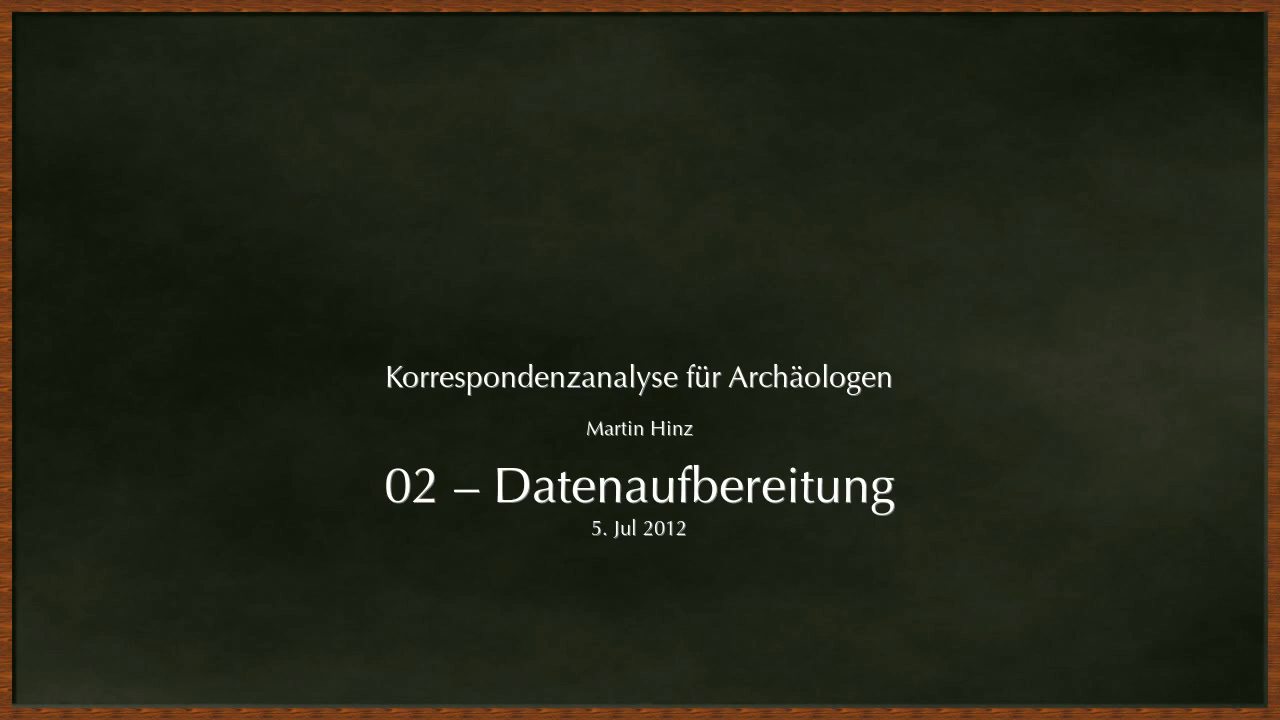 Korrespondenzanalyse für Archäologen
Martin Hinz
02 – Datenaufbereitung
5. Jul 2012